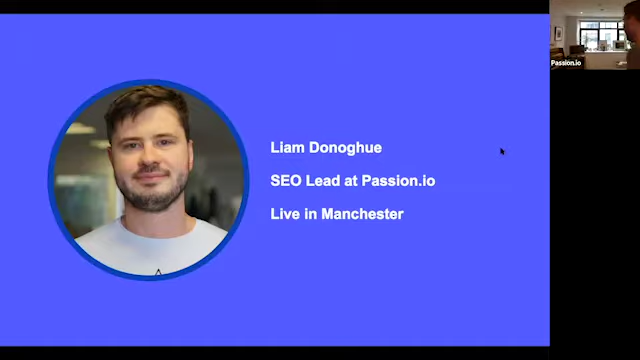 Liam Donoghue
SEO Lead at Passion.io
Live in Manchester
Passion.io